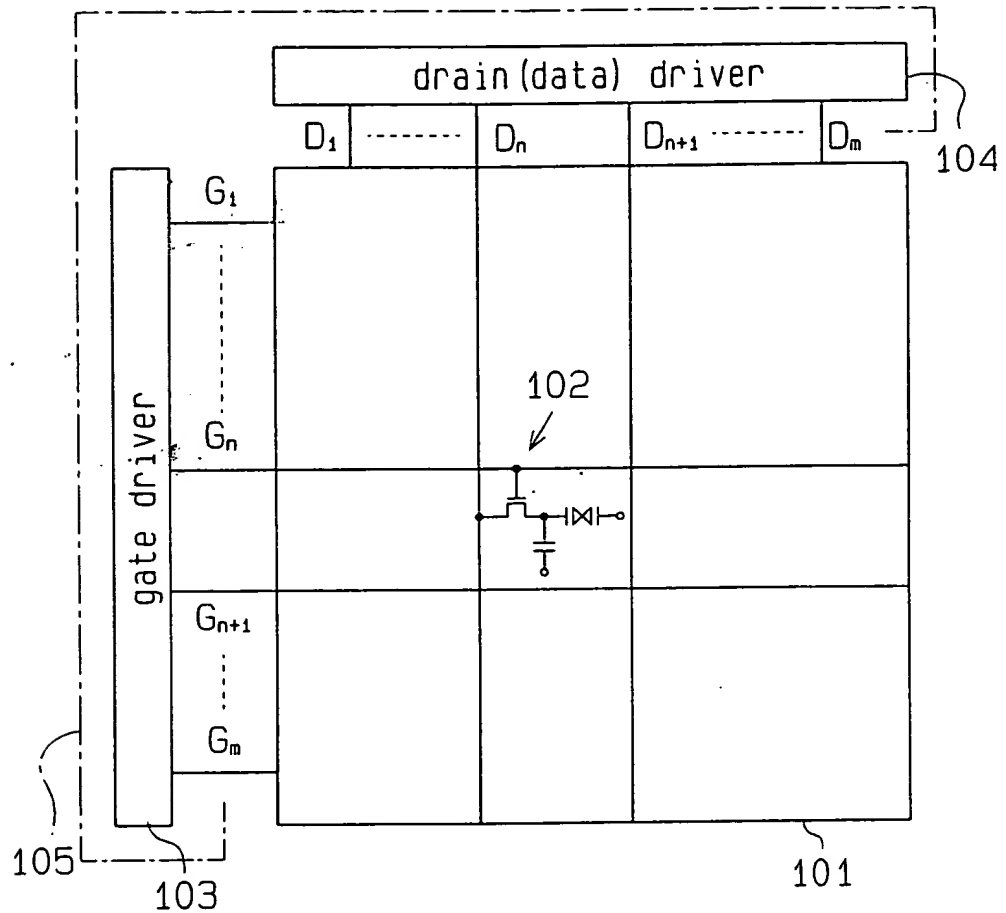 drain(data) driver
D₁ Dₙ Dₙ₊₁ Dₘ
104
G₁
102
Gₙ
gate driver
Gₙ₊₁
Gₘ
105
103
101